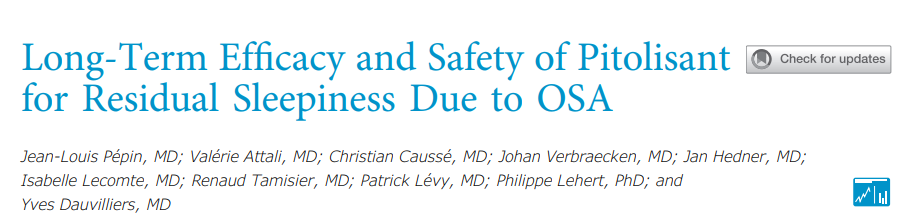 Long-Term Efficacy and Safety of Pitolisant
Check for updates
for Residual Sleepiness Due to OSA
Jean-Louis Pépin, MD; Valérie Attali, MD; Christian Caussé, MD; Johan Verbraecken, MD; Jan Hedner, MD;
Isabelle Lecomte, MD; Renaud Tamisier, MD; Patrick Lévy, MD; Philippe Lehert, PhD; and
Yves Dauvilliers, MD